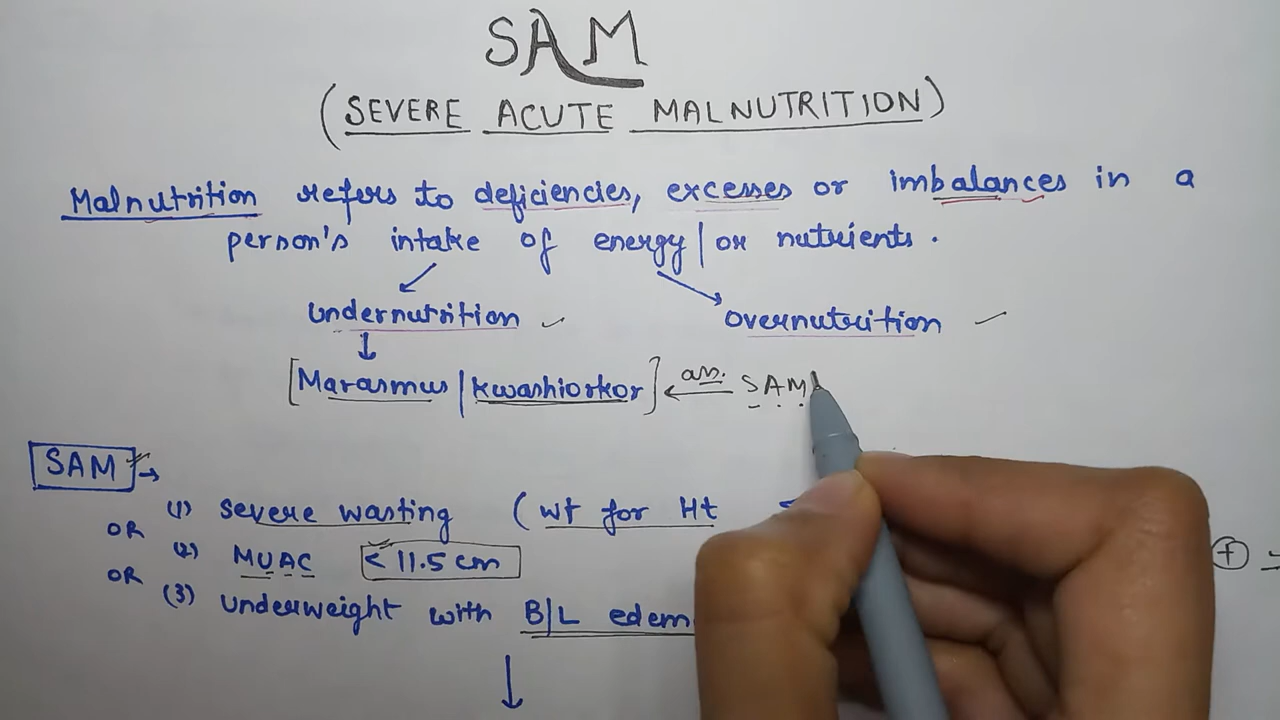 SAM
(SEVERE ACUTE MALNUTRITION)
Malnutrition refers to deficiencies, excesses or imbalances in a
person's intake of energy/or nutrients.
undernutrition overnutrition
[Marasmus/kwashiorkor] ← as. SAM
SAM →
(1) severe wasting (wt for Ht <
OR
(2) MUAC < 11.5 cm
OR
(3) underweight with B/L edem